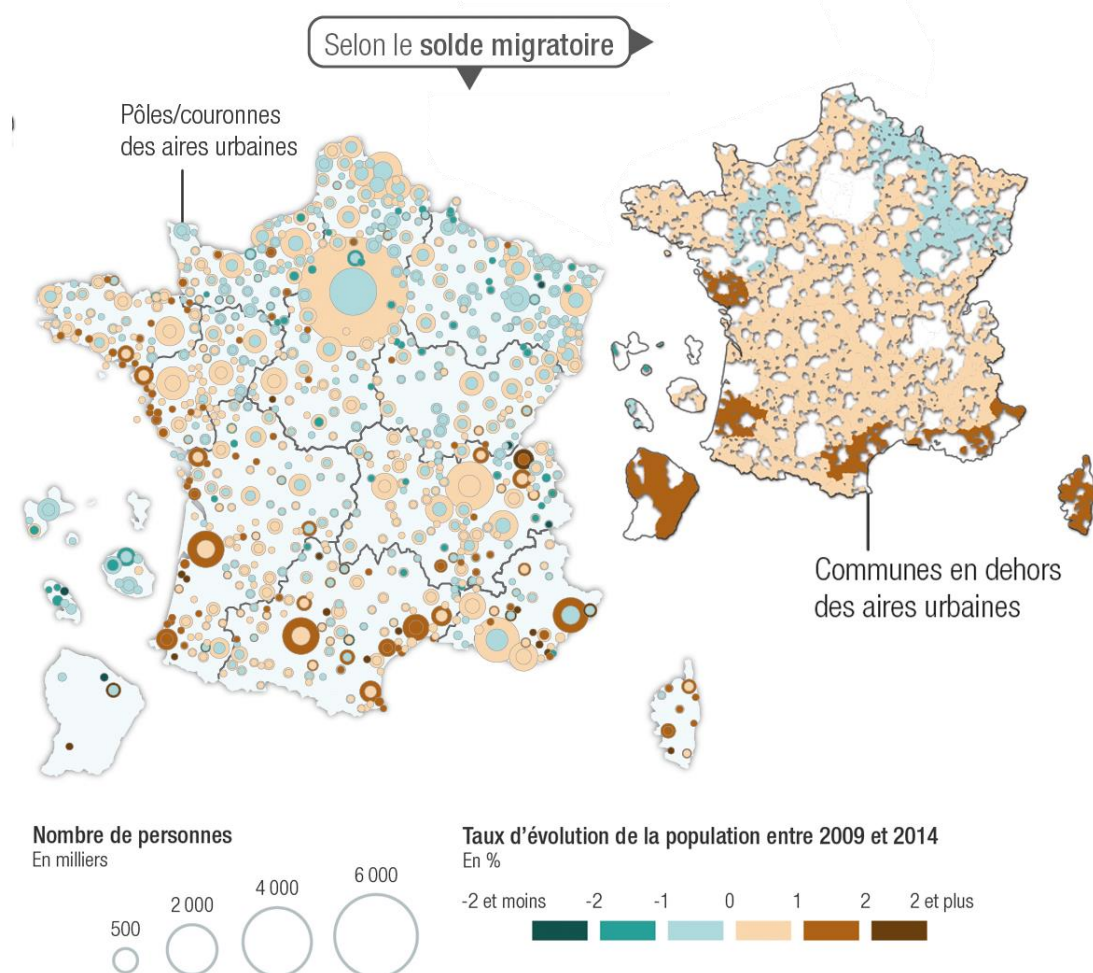 Selon le solde migratoire
Pôles/couronnes
des aires urbaines
Communes en dehors
des aires urbaines
Nombre de personnes
En milliers
500
2 000
4 000
6 000
Taux d'évolution de la population entre 2009 et 2014
En %
-2 et moins -2 -1 0 1 2 2 et plus